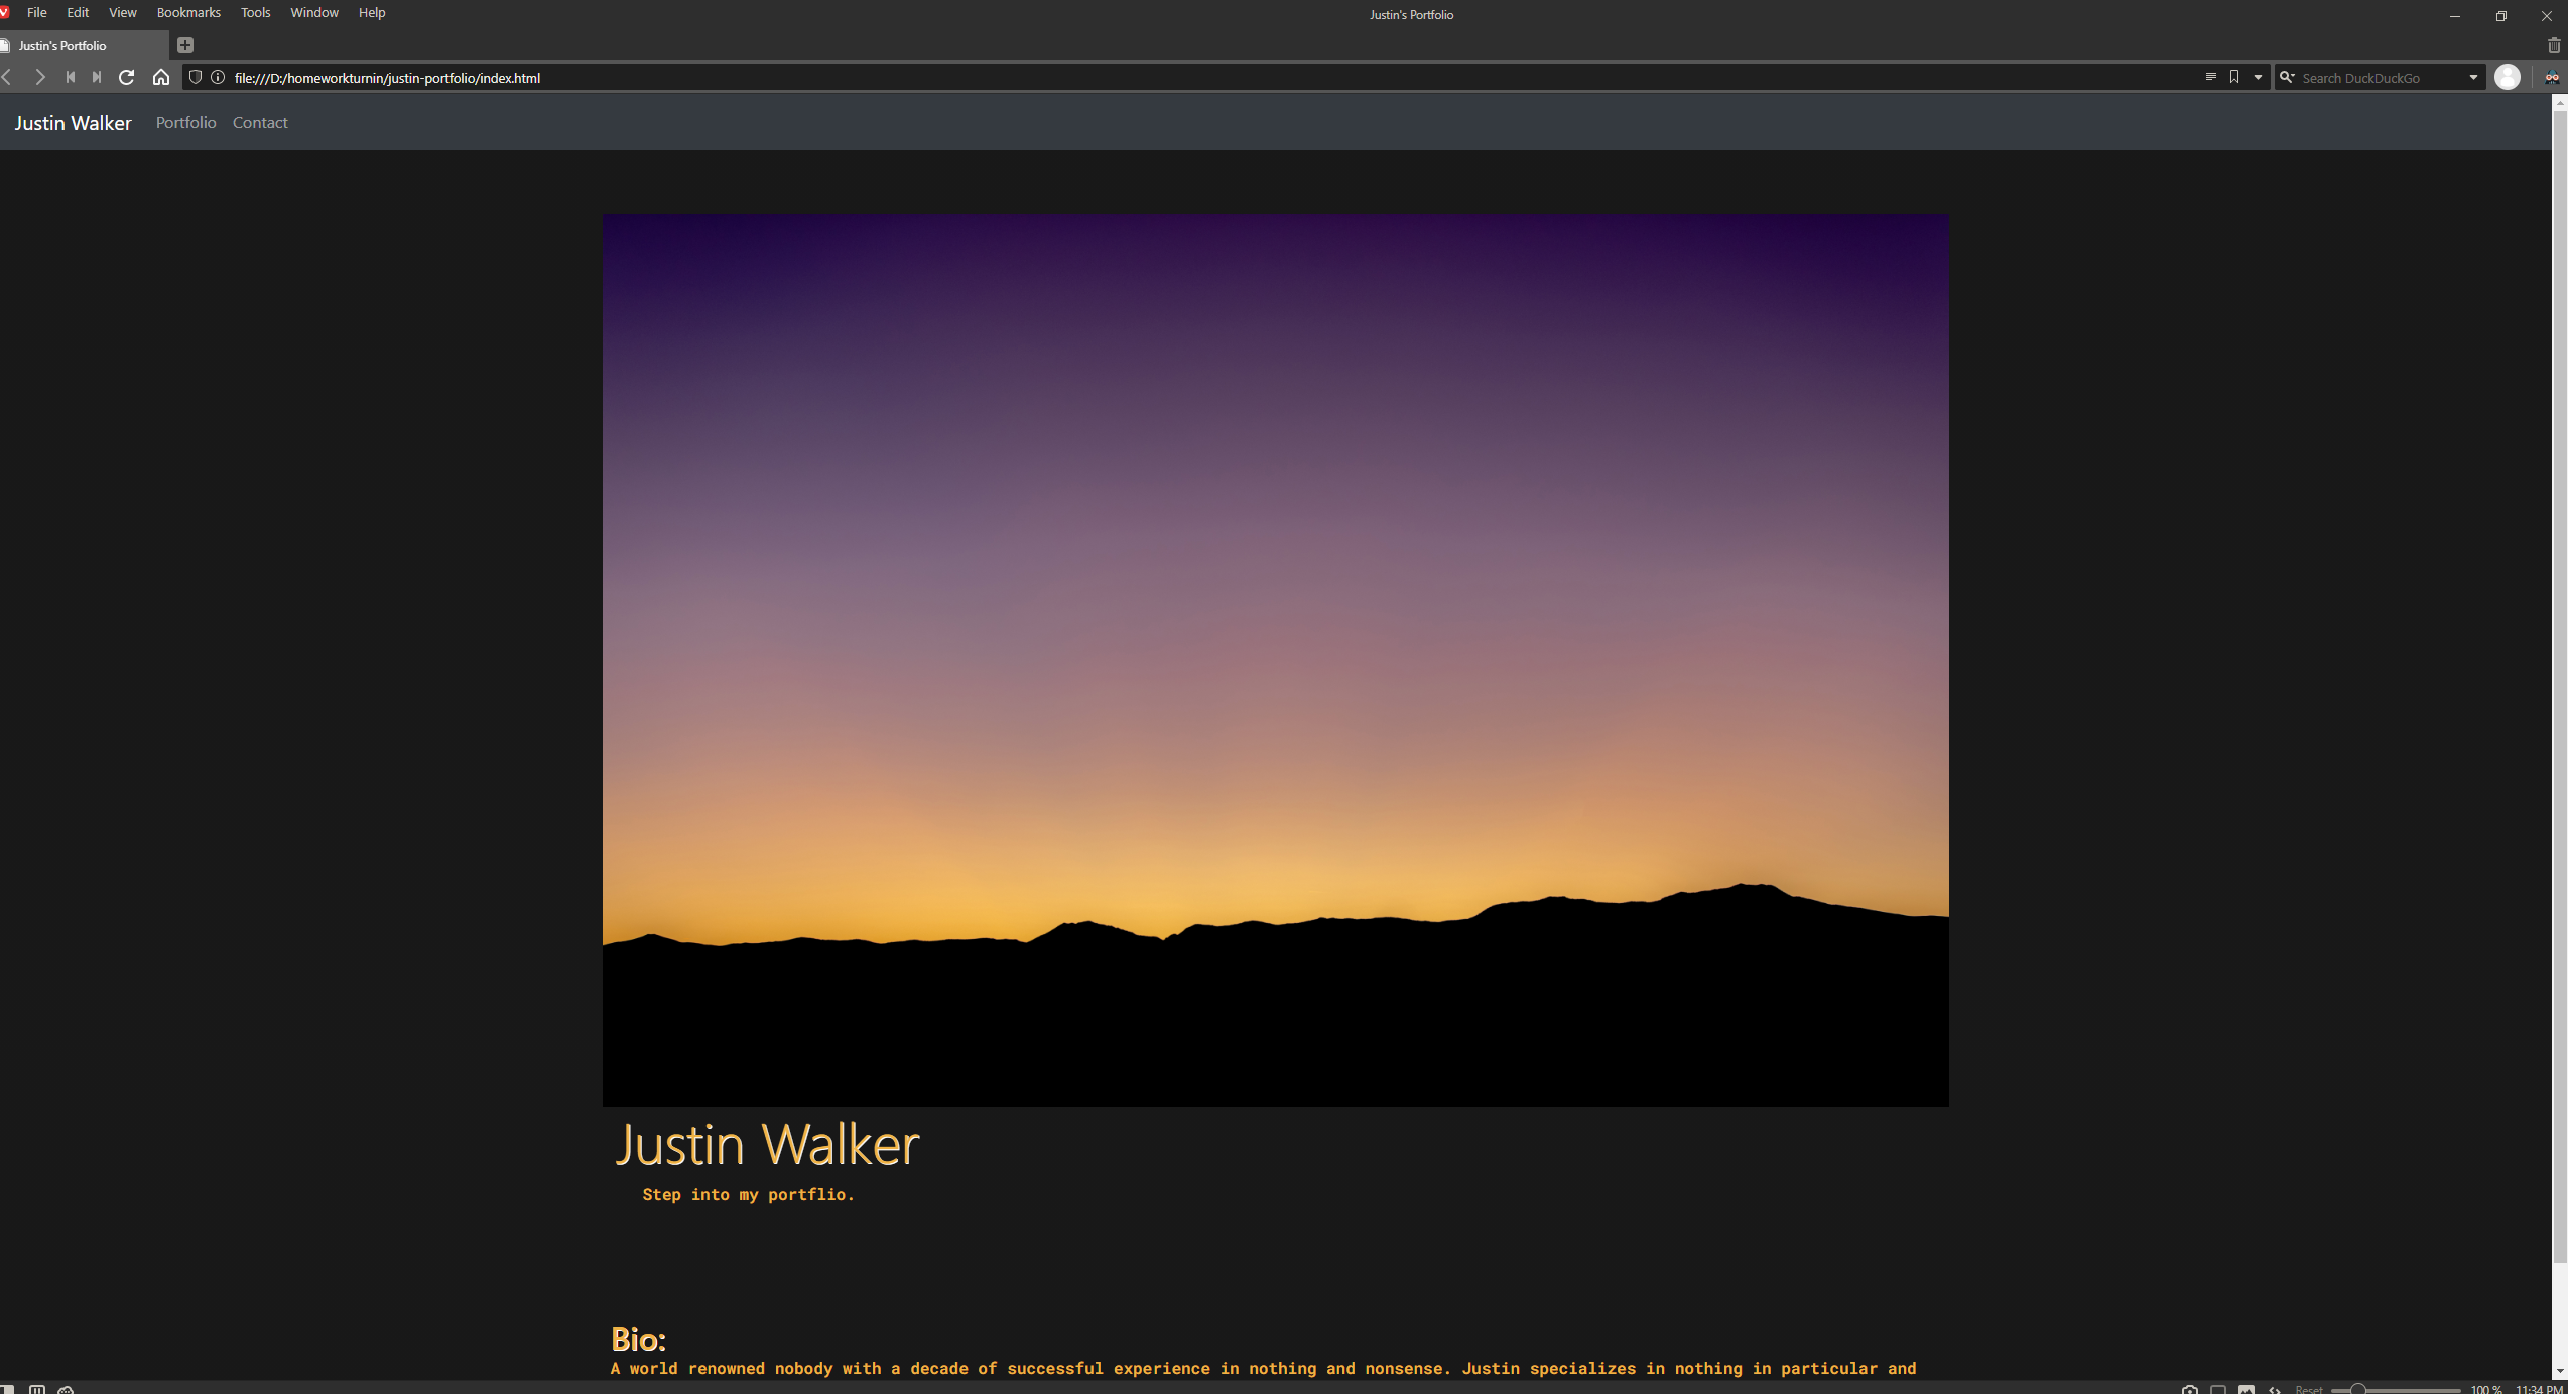 File Edit View Bookmarks Tools Window Help
Justin's Portfolio
Justin's Portfolio
file:///D:/homeworkturnin/justin-portfolio/index.html
Search DuckDuckGo
Justin Walker Portfolio Contact
Justin Walker
Step into my portflio.
Bio:
A world renowned nobody with a decade of successful experience in nothing and nonsense. Justin specializes in nothing in particular and
Reset 100 % 11:34 PM